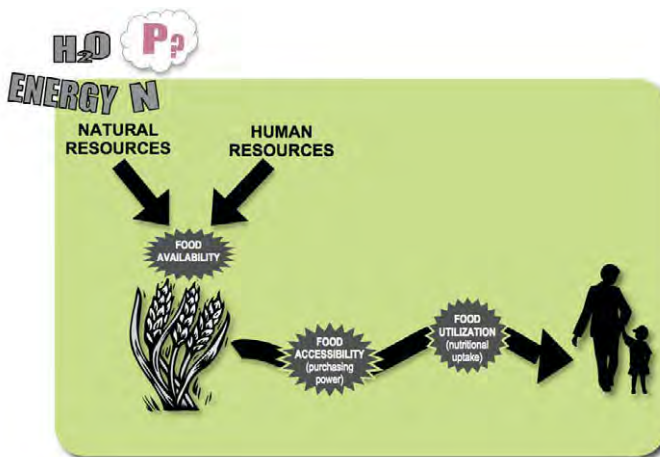 H2O
P?
ENERGY N
NATURAL
RESOURCES
HUMAN
RESOURCES
FOOD
AVAILABILITY
FOOD
ACCESSIBILITY
(purchasing
power)
FOOD
UTILIZATION
(nutritional
uptake)